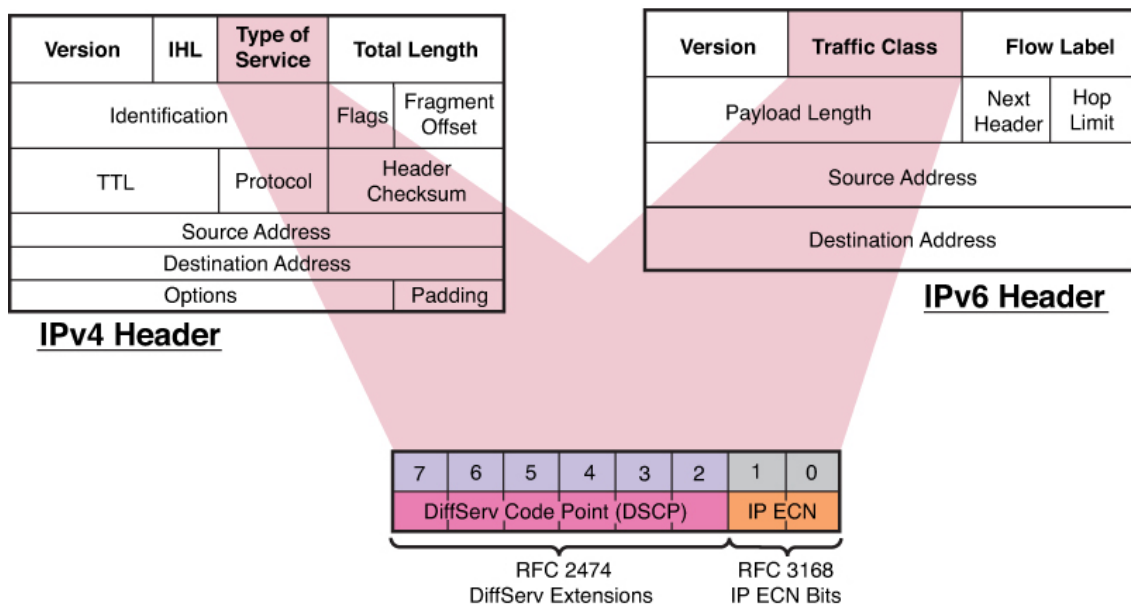 Version IHL Type of Service Total Length
Identification Flags Fragment Offset
TTL Protocol Header Checksum
Source Address
Destination Address
Options Padding
IPv4 Header
Version Traffic Class Flow Label
Payload Length Next Header Hop Limit
Source Address
Destination Address
IPv6 Header
7 6 5 4 3 2 1 0
DiffServ Code Point (DSCP) IP ECN
RFC 2474
DiffServ Extensions
RFC 3168
IP ECN Bits